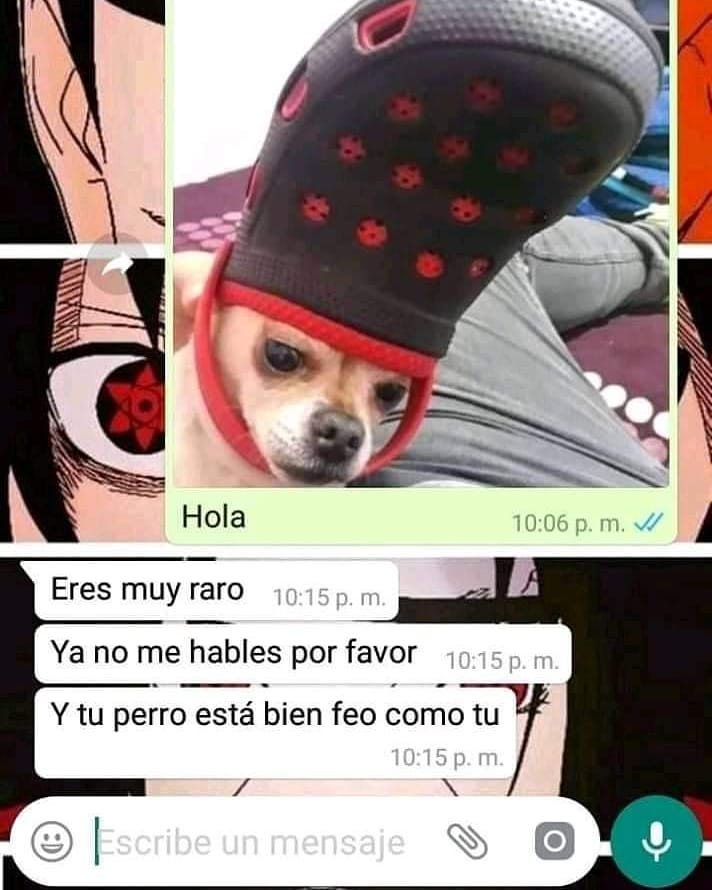 Hola
10:06 p. m.
Eres muy raro 10:15 p. m.
Ya no me hables por favor 10:15 p. m.
Y tu perro está bien feo como tu
10:15 p. m.
Escribe un mensaje